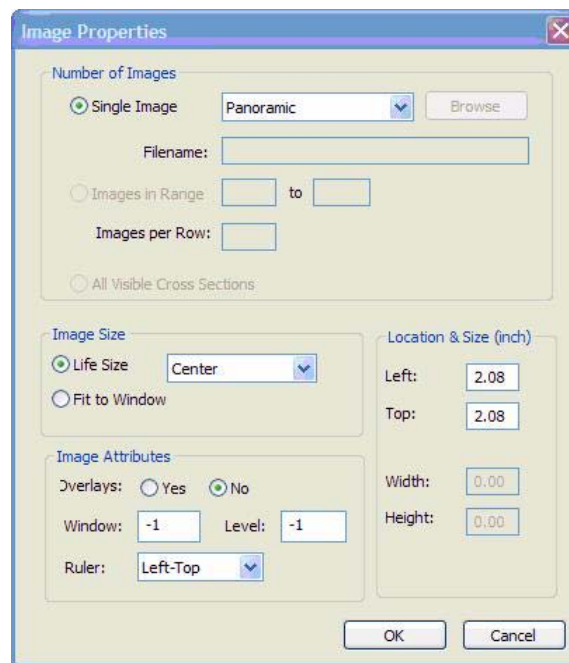 Image Properties
Number of Images
Single Image Panoramic Browse
Filename:
Images in Range to
Images per Row:
All Visible Cross Sections
Image Size
Life Size Center
Fit to Window
Location & Size (inch)
Left: 2.08
Top: 2.08
Width: 0.00
Height: 0.00
Image Attributes
Overlays: Yes No
Window: -1 Level: -1
Ruler: Left-Top
OK Cancel